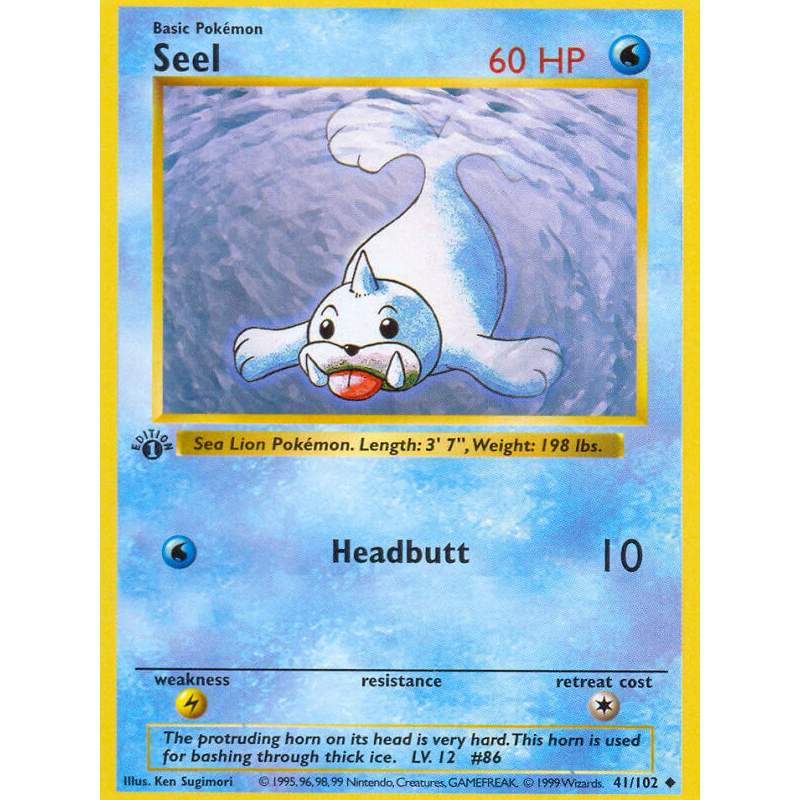 Basic Pokémon
Seel 60 HP
EDITION 1
Sea Lion Pokémon. Length: 3' 7", Weight: 198 lbs.
Headbutt 10
weakness resistance retreat cost
The protruding horn on its head is very hard. This horn is used
for bashing through thick ice. LV. 12 #86
Illus. Ken Sugimori © 1995, 96, 98, 99 Nintendo, Creatures, GAMEFREAK. © 1999 Wizards. 41/102